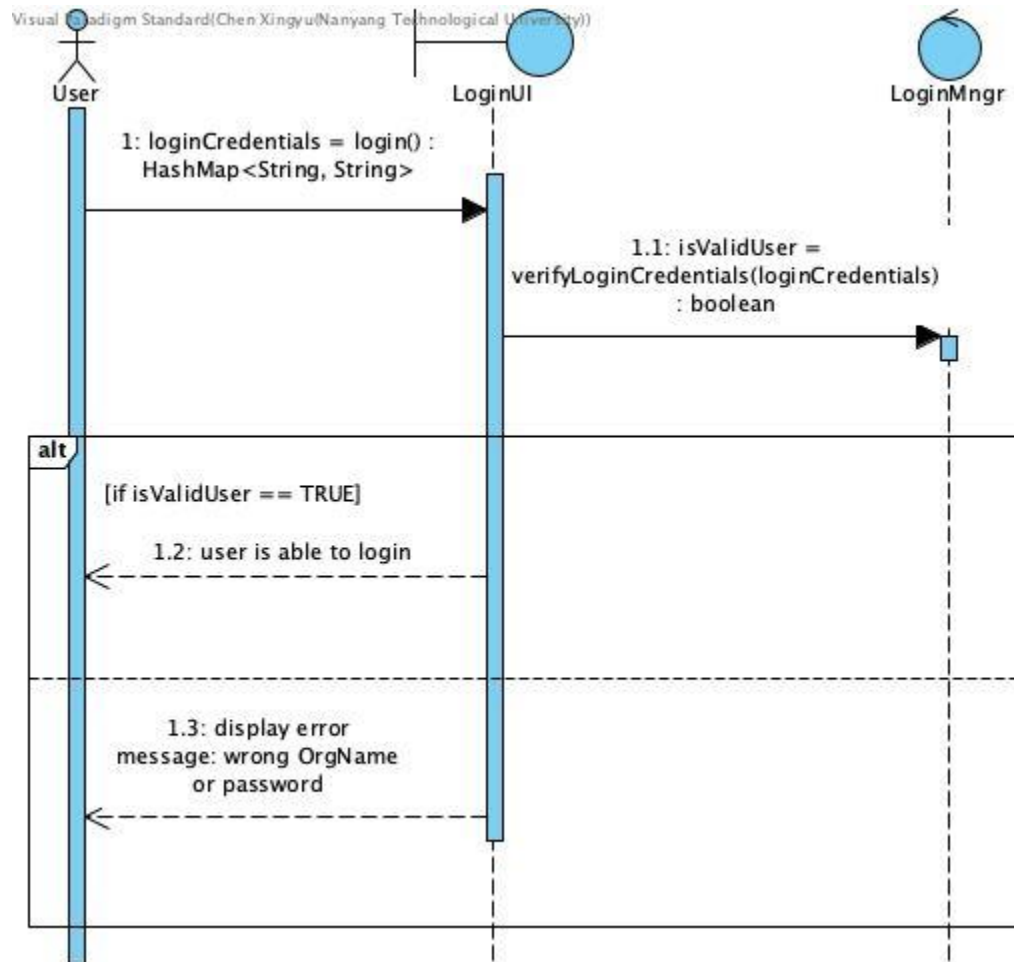 Visual Paradigm Standard(Chen Xingyu(Nanyang Technological University))
User
LoginUI
LoginMngr
1: loginCredentials = login() :
HashMap<String, String>
1.1: isValidUser =
verifyLoginCredentials(loginCredentials)
: boolean
alt
[if isValidUser == TRUE]
1.2: user is able to login
1.3: display error
message: wrong OrgName
or password